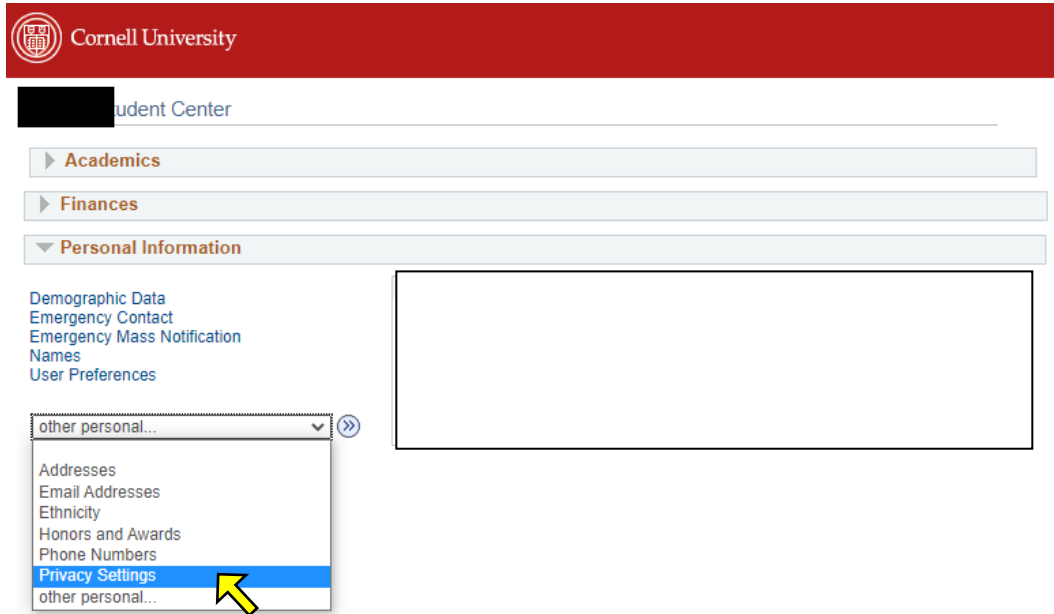 Cornell University
udent Center
Academics
Finances
Personal Information
Demographic Data
Emergency Contact
Emergency Mass Notification
Names
User Preferences
other personal...
Addresses
Email Addresses
Ethnicity
Honors and Awards
Phone Numbers
Privacy Settings
other personal...